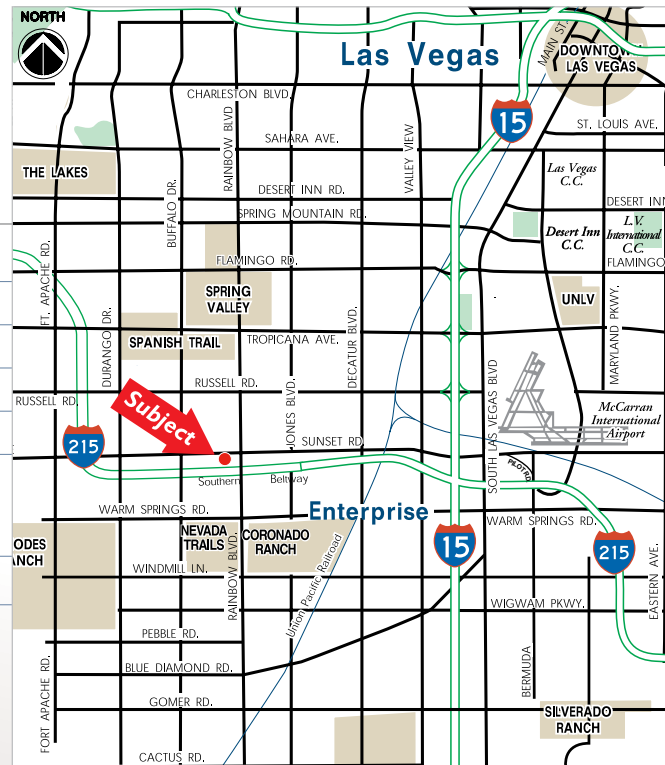 NORTH
Las Vegas
MAIN ST.
DOWNTOWN
LAS VEGAS
CHARLESTON BLVD.
15
ST. LOUIS AVE.
RAINBOW BLVD
SAHARA AVE.
VALLEY VIEW
THE LAKES
Las Vegas
C.C.
BUFFALO DR.
DESERT INN RD.
DESERT INN
SPRING MOUNTAIN RD.
Desert Inn
C.C.
L.V.
International
C.C.
FLAMINGO RD.
FLAMINGO
FT. APACHE RD.
SPRING
VALLEY
UNLV
MARYLAND PKWY.
DURANGO DR.
DECATUR BLVD.
SPANISH TRAIL
TROPICANA AVE.
SOUTH LAS VEGAS BLVD
RUSSELL RD.
RUSSELL RD.
JONES BLVD.
Subject
McCarran
International
Airport
215
SUNSET RD.
PILOT RD.
Southern Beltway
WARM SPRINGS RD.
Enterprise
WARM SPRINGS RD.
ODES
ANCH
NEVADA
TRAILS
CORONADO
RANCH
15
215
WINDMILL LN.
RAINBOW BLVD.
Union Pacific Railroad
EASTERN AVE.
WIGWAM PKWY.
PEBBLE RD.
BLUE DIAMOND RD.
FORT APACHE RD.
BERMUDA
GOMER RD.
SILVERADO
RANCH
CACTUS RD.